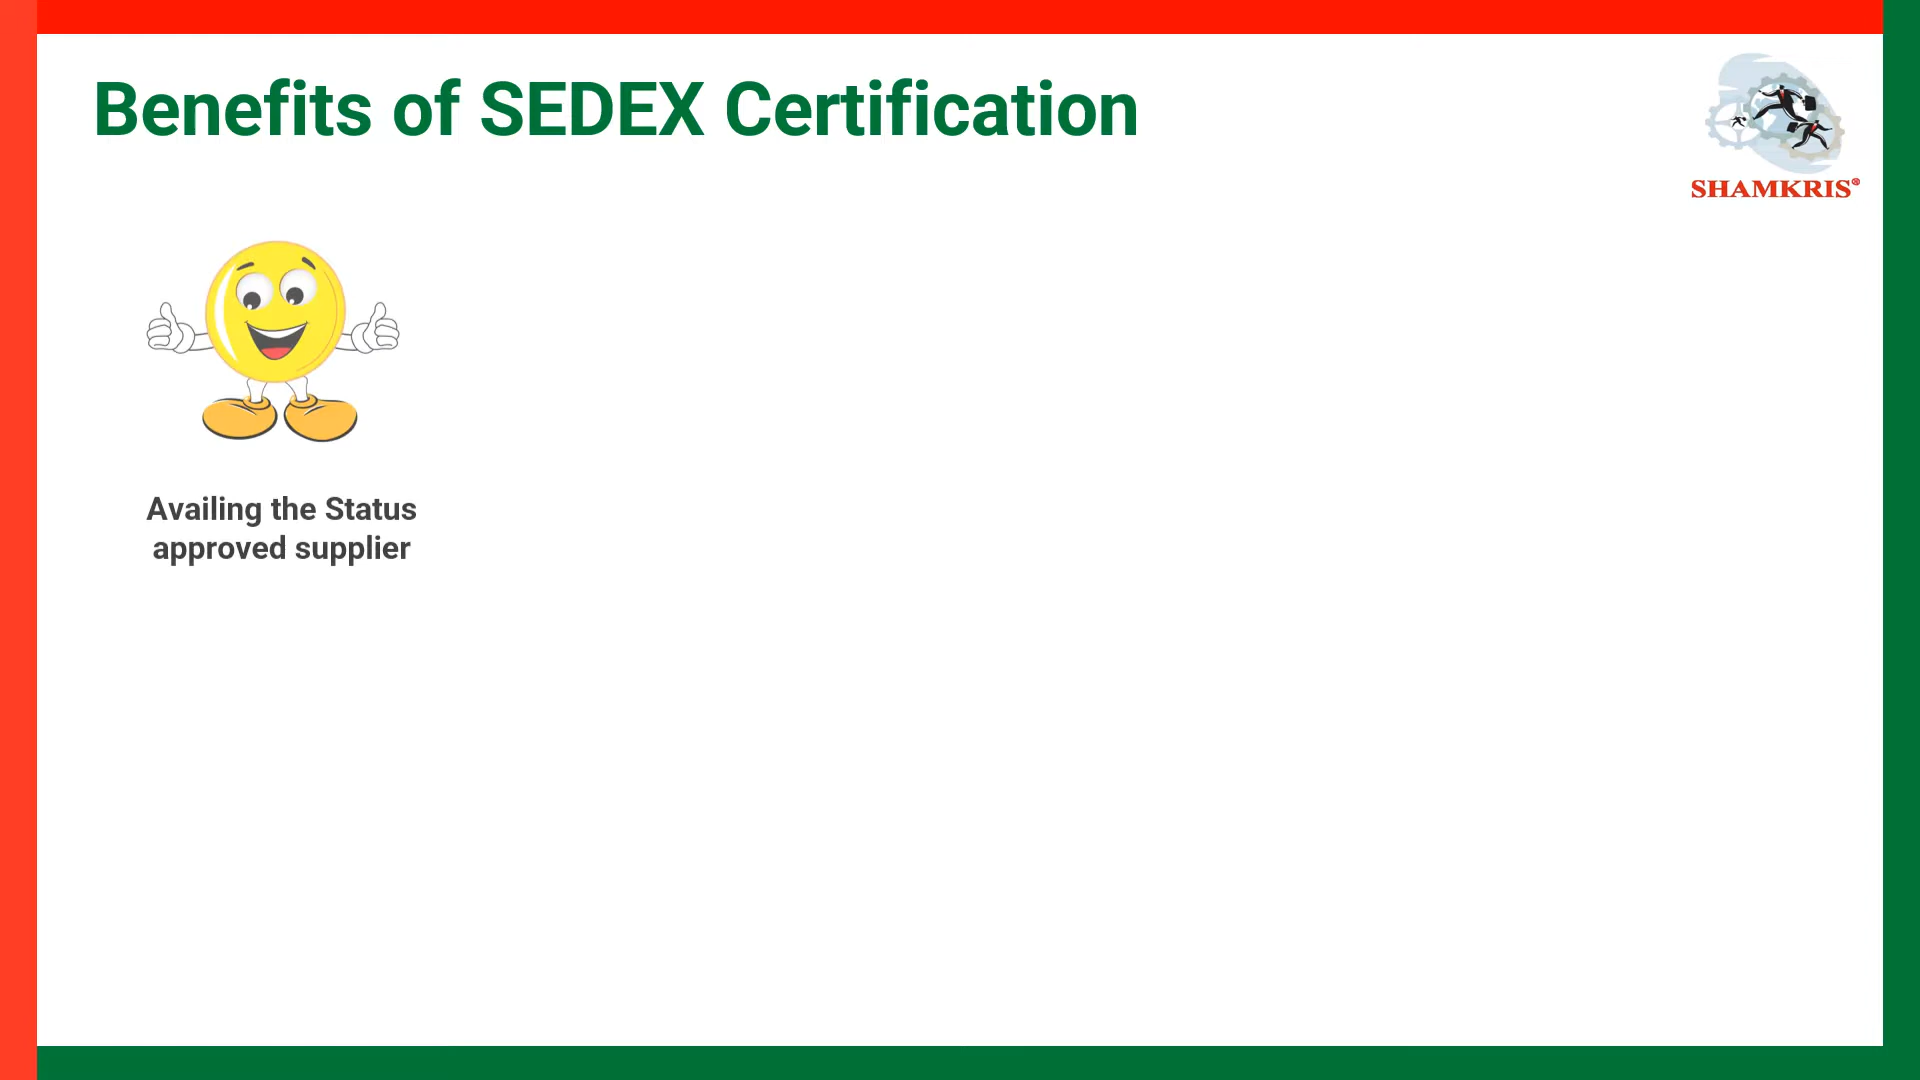 Benefits of SEDEX Certification
SHAMKRIS®
Availing the Status
approved supplier